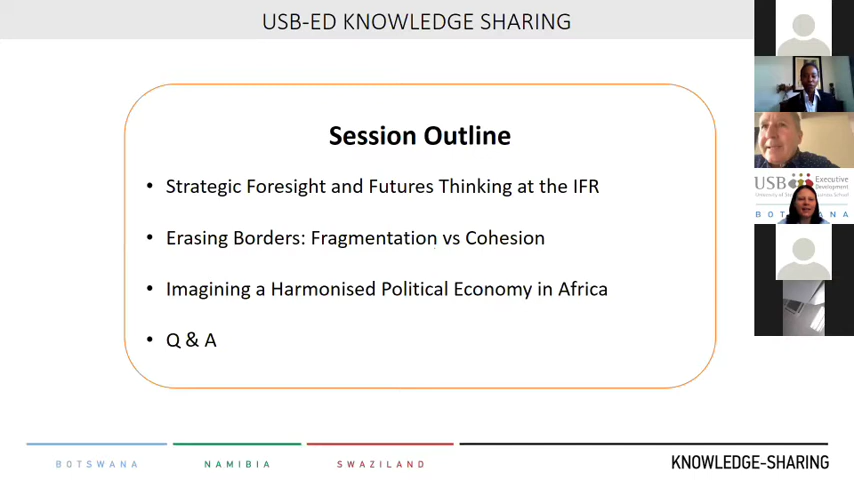 USB-ED KNOWLEDGE SHARING
Session Outline
• Strategic Foresight and Futures Thinking at the IFR
• Erasing Borders: Fragmentation vs Cohesion
• Imagining a Harmonised Political Economy in Africa
• Q & A
USB Executive
Development
BOTSWANA
BOTSWANA
NAMIBIA
SWAZILAND
KNOWLEDGE-SHARING